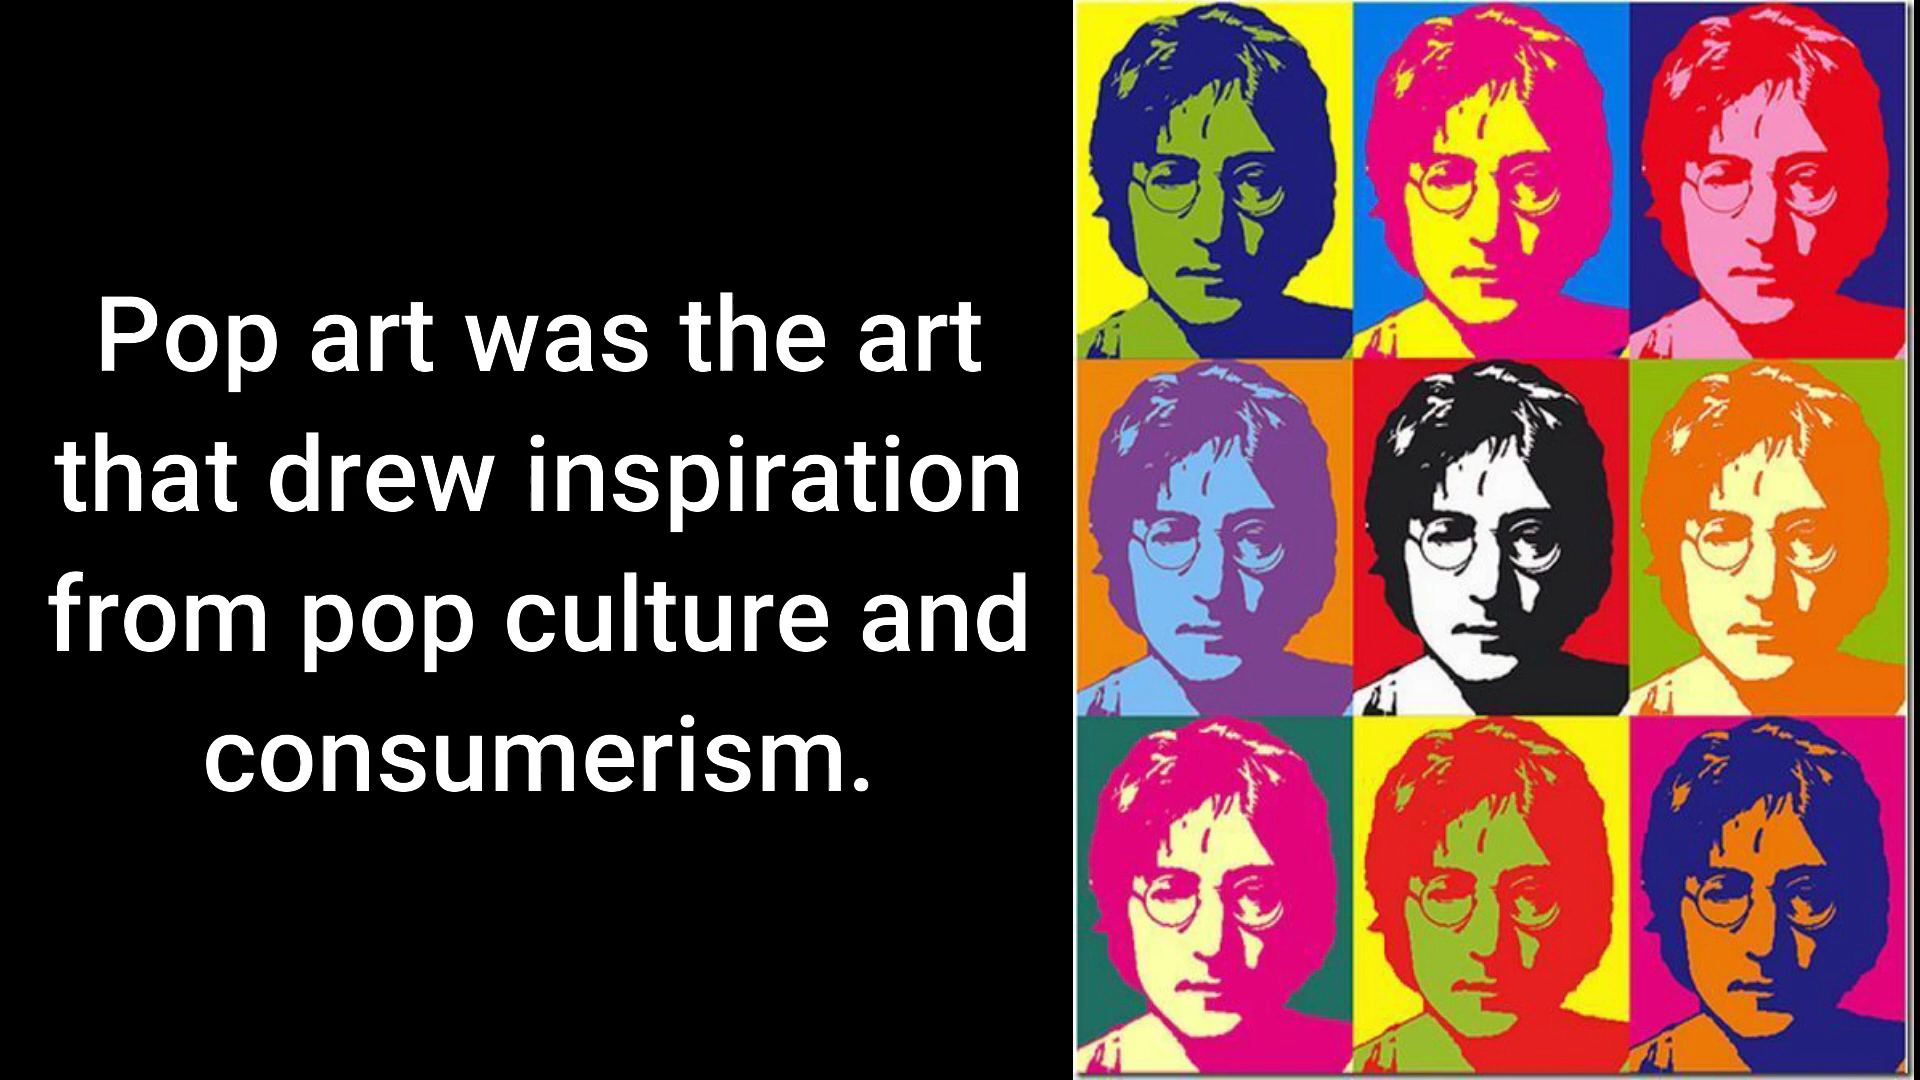 Pop art was the art
that drew inspiration
from pop culture and
consumerism.